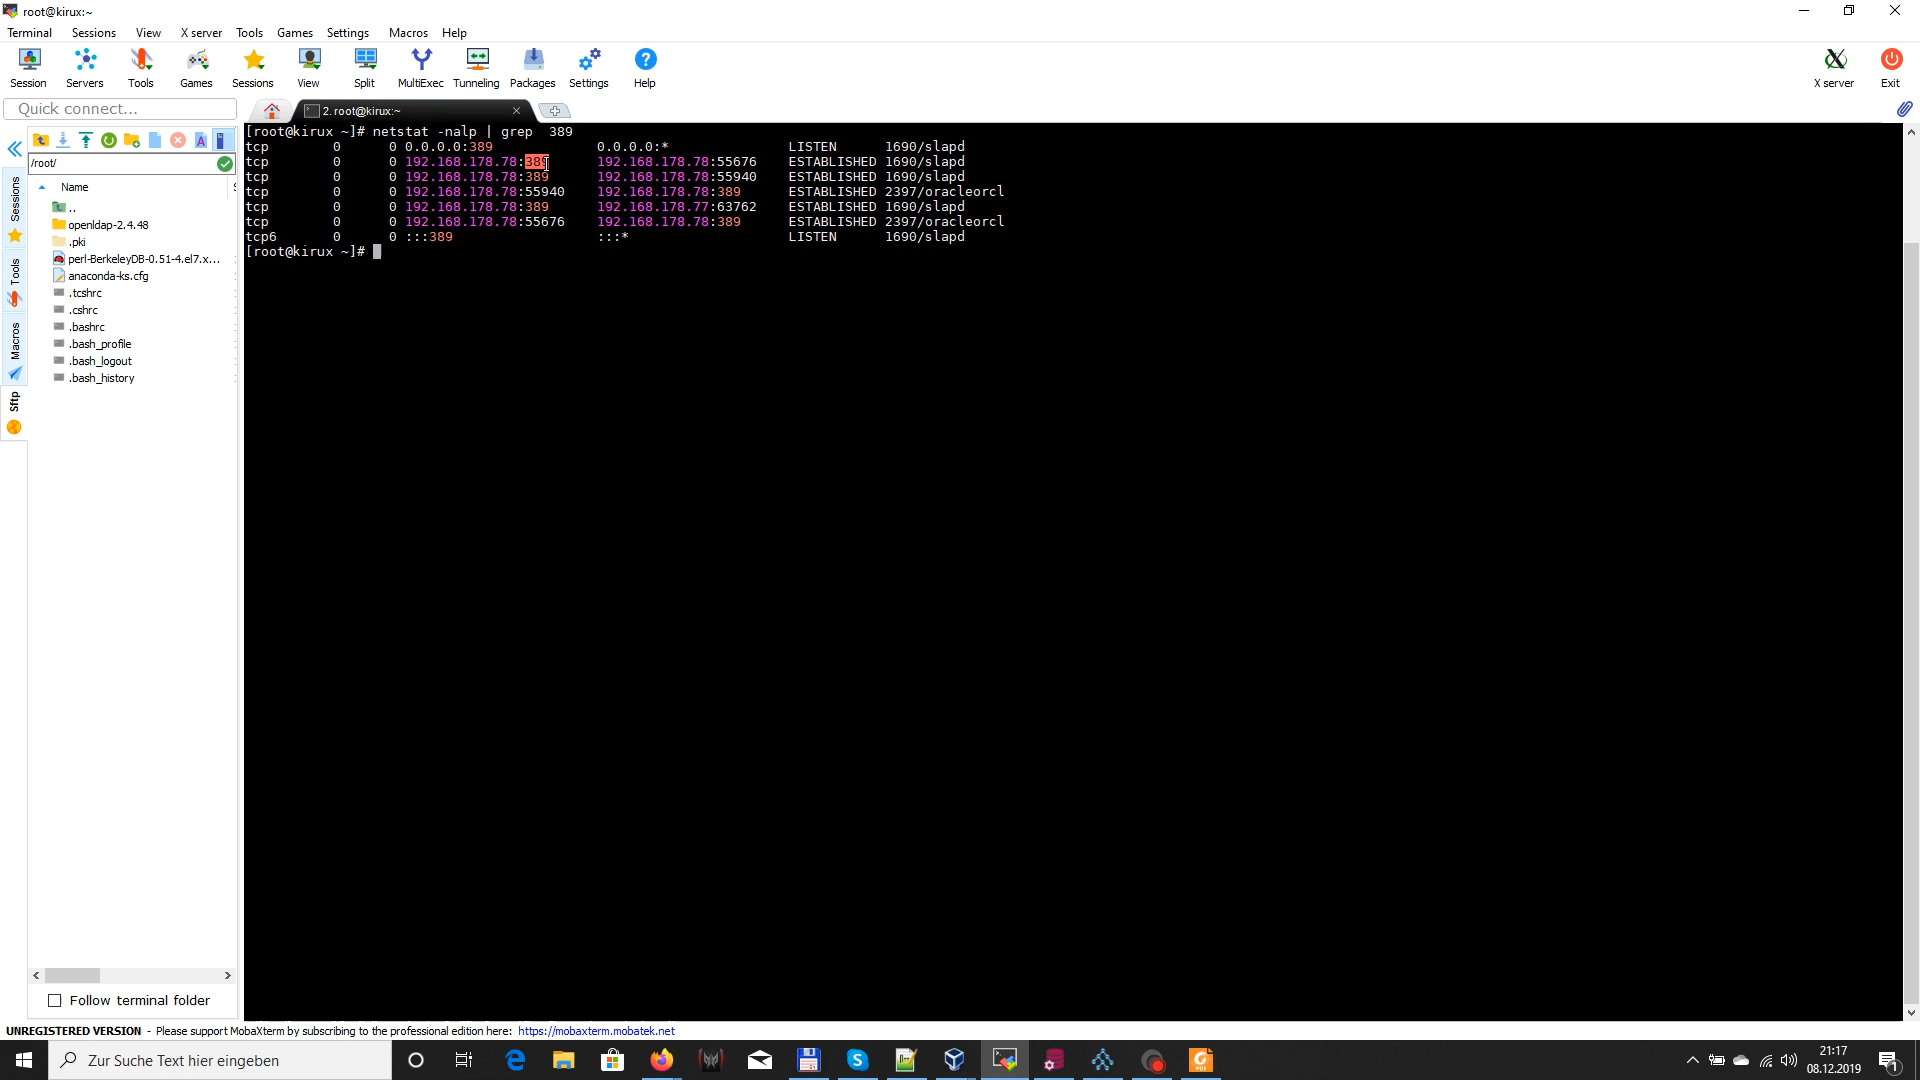 root@kirux:~
Terminal Sessions View X server Tools Games Settings Macros Help
Session Servers Tools Games Sessions View Split MultiExec Tunneling Packages Settings Help X server Exit
Quick connect...
2. root@kirux:~
/root/
Name
..
openldap-2.4.48
.pki
perl-BerkeleyDB-0.51-4.el7.x...
anaconda-ks.cfg
.tcshrc
.cshrc
.bashrc
.bash_profile
.bash_logout
.bash_history
Sessions
Tools
Macros
Sftp
[root@kirux ~]# netstat -nalp | grep  389
tcp        0      0 0.0.0.0:389             0.0.0.0:*               LISTEN      1690/slapd
tcp        0      0 192.168.178.78:389      192.168.178.78:55676    ESTABLISHED 1690/slapd
tcp        0      0 192.168.178.78:389      192.168.178.78:55940    ESTABLISHED 1690/slapd
tcp        0      0 192.168.178.78:55940    192.168.178.78:389      ESTABLISHED 2397/oracleorcl
tcp        0      0 192.168.178.78:389      192.168.178.77:63762    ESTABLISHED 1690/slapd
tcp        0      0 192.168.178.78:55676    192.168.178.78:389      ESTABLISHED 2397/oracleorcl
tcp6       0      0 :::389                  :::*                    LISTEN      1690/slapd
[root@kirux ~]#
Follow terminal folder
UNREGISTERED VERSION - Please support MobaXterm by subscribing to the professional edition here: https://mobaxterm.mobatek.net
Zur Suche Text hier eingeben
21:17
08.12.2019
1